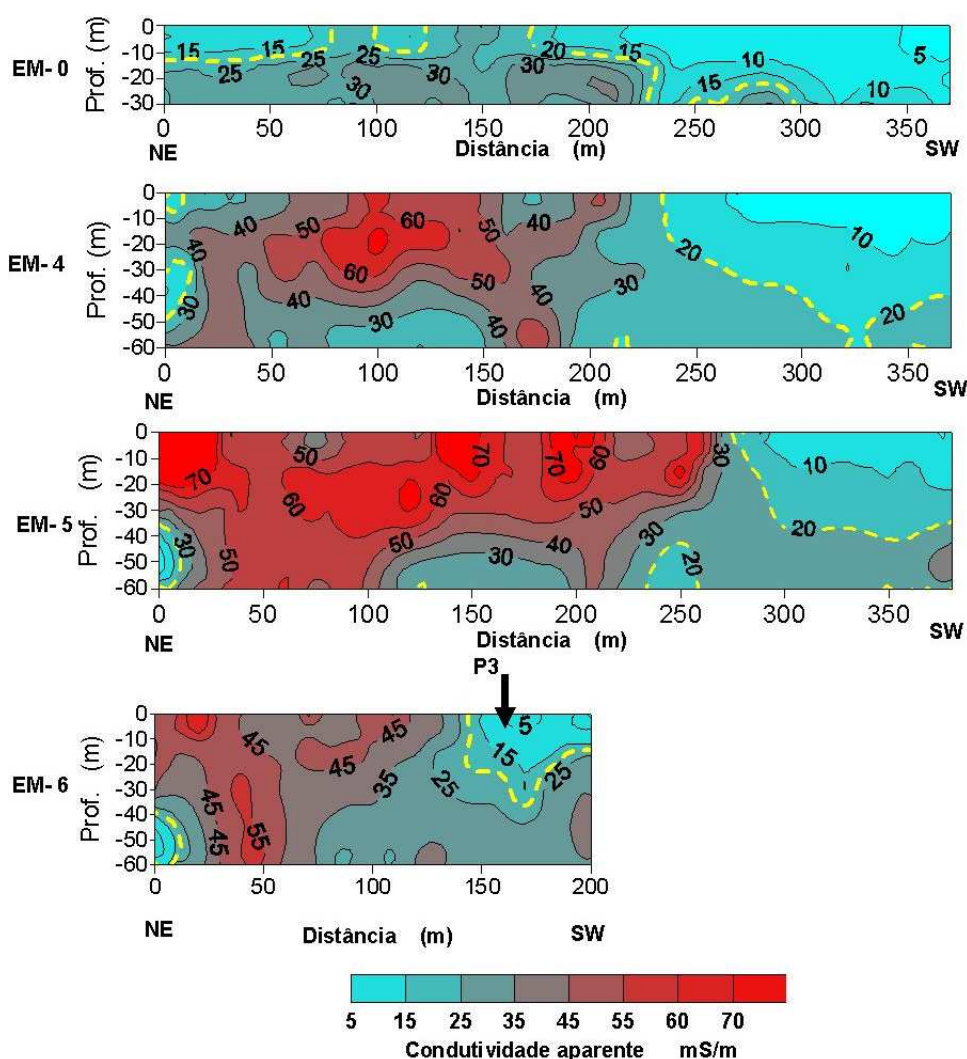 EM-0
Prof. (m)
0
-10
-20
-30
15 15 15 25 25 25 30 30 30 20 15 10 15 10 5
0 50 100 150 200 250 300 350
NE Distância (m) SW
EM-4
Prof. (m)
0
-10
-20
-30
-40
-50
-60
40 30 40 50 60 60 40 30 50 40 50 40 40 30 20 10 20
0 50 100 150 200 250 300 350
NE Distância (m) SW
EM-5
Prof. (m)
0
-10
-20
-30
-40
-50
-60
70 30 50 50 60 60 50 70 70 60 30 40 50 30 20 30 10 20
0 50 100 150 200 250 300 350
NE Distância (m) SW
P3
EM-6
Prof. (m)
0
-10
-20
-30
-40
-50
-60
45 45 45 55 45 45 35 25 15 5 25
0 50 100 150 200
NE Distância (m) SW
5 15 25 35 45 55 60 70
Condutividade aparente mS/m